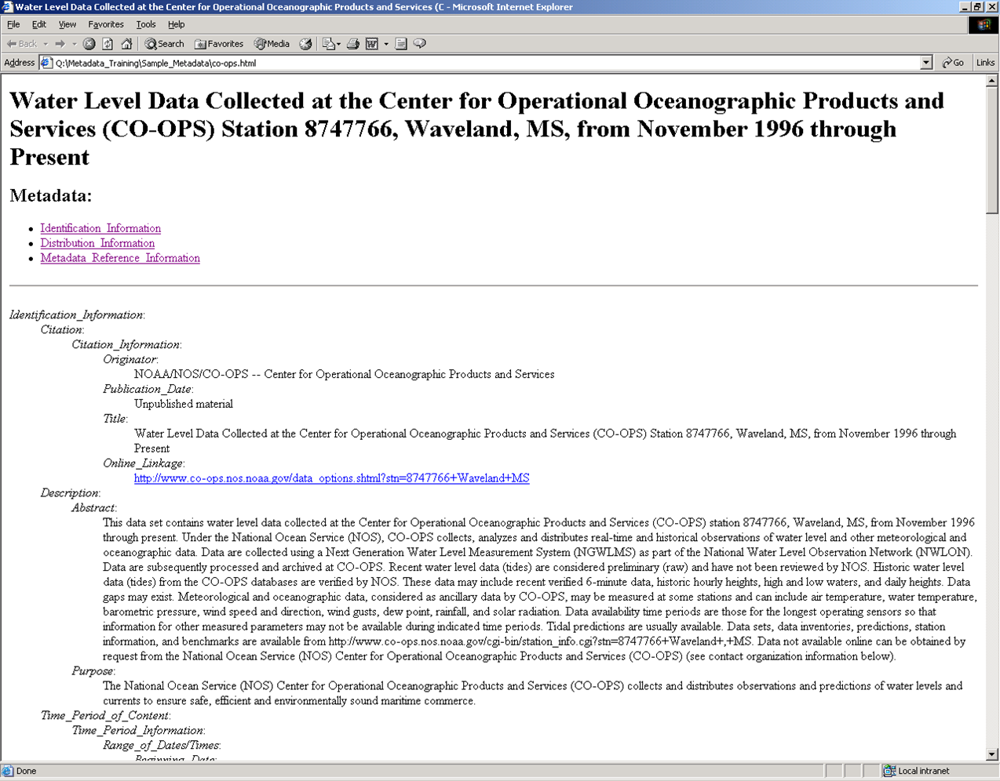 Water Level Data Collected at the Center for Operational Oceanographic Products and Services (C - Microsoft Internet Explorer
File Edit View Favorites Tools Help
Back Search Favorites Media
Address Q:\Metadata_Training\Sample_Metadata\co-ops.html Go Links
Water Level Data Collected at the Center for Operational Oceanographic Products and
Services (CO-OPS) Station 8747766, Waveland, MS, from November 1996 through
Present
Metadata:
Identification_Information
Distribution_Information
Metadata_Reference_Information
Identification_Information:
Citation:
Citation_Information:
Originator:
NOAA/NOS/CO-OPS -- Center for Operational Oceanographic Products and Services
Publication_Date:
Unpublished material
Title:
Water Level Data Collected at the Center for Operational Oceanographic Products and Services (CO-OPS) Station 8747766, Waveland, MS, from November 1996 through
Present
Online_Linkage:
http://www.co-ops.nos.noaa.gov/data_options.shtml?stn=8747766+Waveland+MS
Description:
Abstract:
This data set contains water level data collected at the Center for Operational Oceanographic Products and Services (CO-OPS) station 8747766, Waveland, MS, from November 1996
through present. Under the National Ocean Service (NOS), CO-OPS collects, analyzes and distributes real-time and historical observations of water level and other meteorological and
oceanographic data. Data are collected using a Next Generation Water Level Measurement System (NGWLMS) as part of the National Water Level Observation Network (NWLON).
Data are subsequently processed and archived at CO-OPS. Recent water level data (tides) are considered preliminary (raw) and have not been reviewed by NOS. Historic water level
data (tides) from the CO-OPS databases are verified by NOS. These data may include recent verified 6-minute data, historic hourly heights, high and low waters, and daily heights. Data
gaps may exist. Meteorological and oceanographic data, considered as ancillary data by CO-OPS, may be measured at some stations and can include air temperature, water temperature,
barometric pressure, wind speed and direction, wind gusts, dew point, rainfall, and solar radiation. Data availability time periods are those for the longest operating sensors so that
information for other measured parameters may not be available during indicated time periods. Tidal predictions are usually available. Data sets, data inventories, predictions, station
information, and benchmarks are available from http://www.co-ops.nos.noaa.gov/cgi-bin/station_info.cgi?stn=8747766+Waveland+,+MS. Data not available online can be obtained by
request from the National Ocean Service (NOS) Center for Operational Oceanographic Products and Services (CO-OPS) (see contact organization information below).
Purpose:
The National Ocean Service (NOS) Center for Operational Oceanographic Products and Services (CO-OPS) collects and distributes observations and predictions of water levels and
currents to ensure safe, efficient and environmentally sound maritime commerce.
Time_Period_of_Content:
Time_Period_Information:
Range_of_Dates/Times:
Beginning_Date:
Done Local intranet